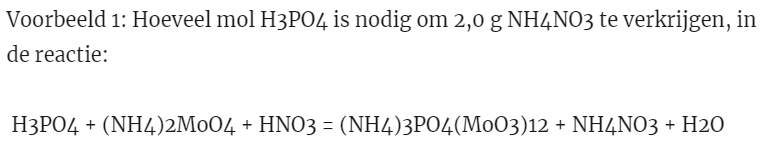 Voorbeeld 1: Hoeveel mol H3PO4 is nodig om 2,0 g NH4NO3 te verkrijgen, in
de reactie:
H3PO4 + (NH4)2MoO4 + HNO3 = (NH4)3PO4(MoO3)12 + NH4NO3 + H2O